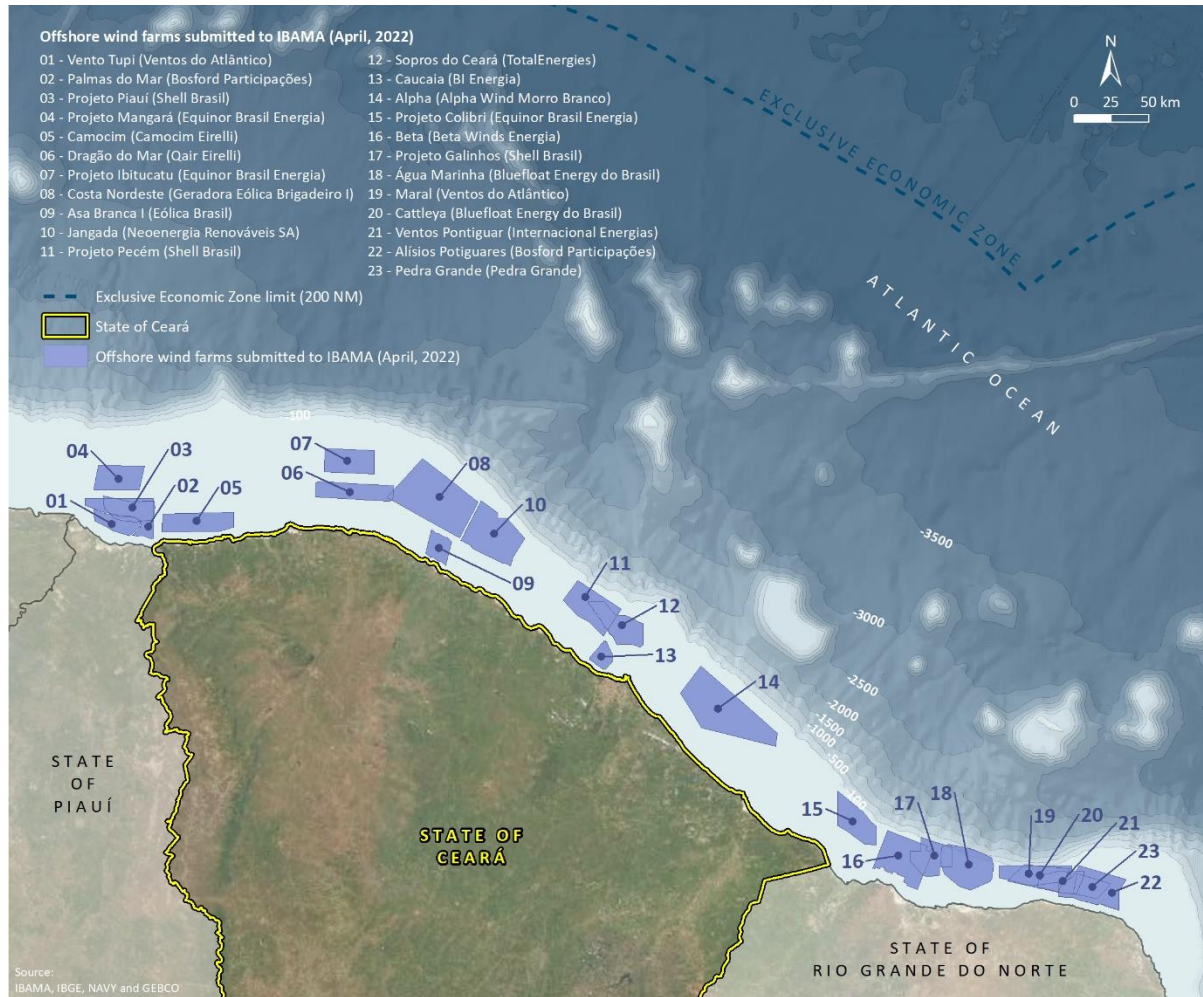 Offshore wind farms submitted to IBAMA (April, 2022)
01 - Vento Tupi (Ventos do Atlântico)
02 - Palmas do Mar (Bosford Participações)
03 - Projeto Piauí (Shell Brasil)
04 - Projeto Mangará (Equinor Brasil Energia)
05 - Camocim (Camocim Eirelli)
06 - Dragão do Mar (Qair Eirelli)
07 - Projeto Ibitucatu (Equinor Brasil Energia)
08 - Costa Nordeste (Geradora Eólica Brigadeiro I)
09 - Asa Branca I (Eólica Brasil)
10 - Jangada (Neoenergia Renováveis SA)
11 - Projeto Pecém (Shell Brasil)
12 - Sopros do Ceará (TotalEnergies)
13 - Caucaia (BI Energia)
14 - Alpha (Alpha Wind Morro Branco)
15 - Projeto Colibri (Equinor Brasil Energia)
16 - Beta (Beta Winds Energia)
17 - Projeto Galinhos (Shell Brasil)
18 - Água Marinha (Bluefloat Energy do Brasil)
19 - Maral (Ventos do Atlântico)
20 - Cattleya (Bluefloat Energy do Brasil)
21 - Ventos Pontiguar (Internacional Energias)
22 - Alísios Potiguares (Bosford Participações)
23 - Pedra Grande (Pedra Grande)
Exclusive Economic Zone limit (200 NM)
State of Ceará
Offshore wind farms submitted to IBAMA (April, 2022)
N
0 25 50 km
EXCLUSIVE ECONOMIC ZONE
ATLANTIC OCEAN
-100
04
03
01
02
05
07
06
08
10
09
11
12
13
14
-3500
-3000
-2500
-2000
-1500
-1000
-500
-100
15
16
17
18
19
20
21
23
22
STATE
OF
PIAUÍ
STATE OF
CEARÁ
STATE OF
RIO GRANDE DO NORTE
Source:
IBAMA, IBGE, NAVY and GEBCO